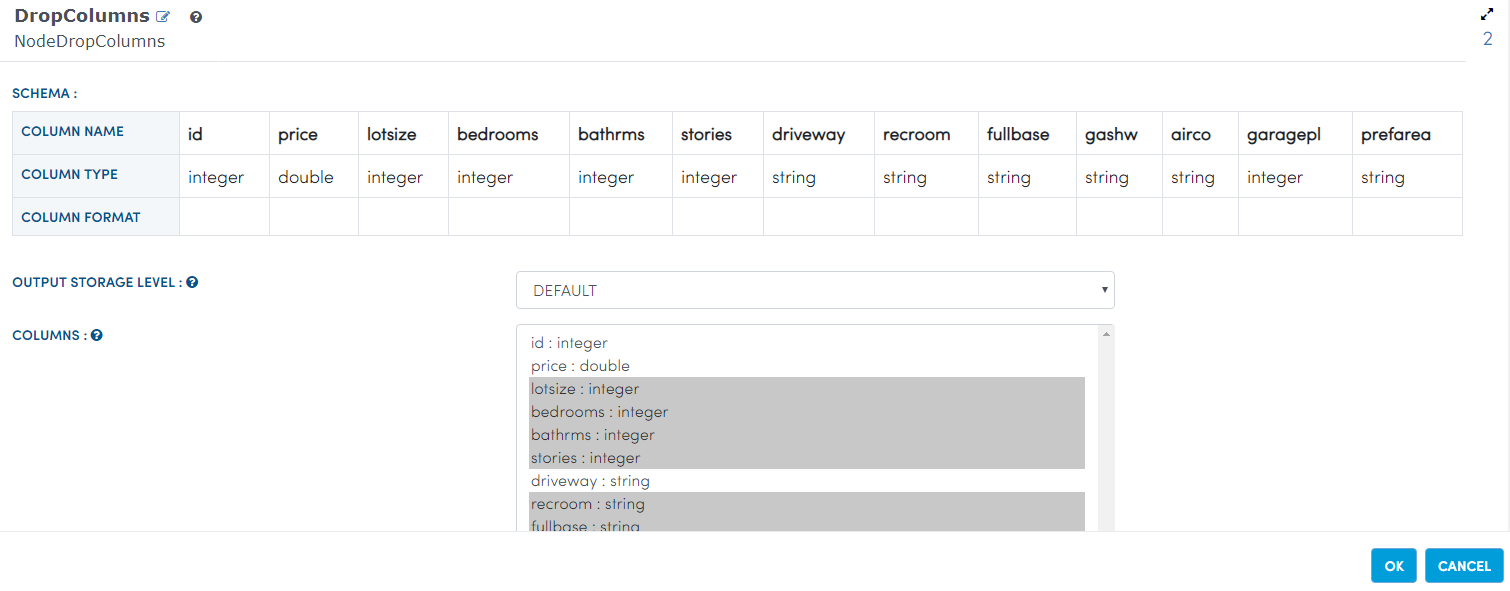 DropColumns
NodeDropColumns
2
SCHEMA :
COLUMN NAME id price lotsize bedrooms bathrms stories driveway recroom fullbase gashw airco garagepl prefarea
COLUMN TYPE integer double integer integer integer integer string string string string string integer string
COLUMN FORMAT
OUTPUT STORAGE LEVEL : DEFAULT
COLUMNS :
id : integer
price : double
lotsize : integer
bedrooms : integer
bathrms : integer
stories : integer
driveway : string
recroom : string
fullbase : string
OK CANCEL